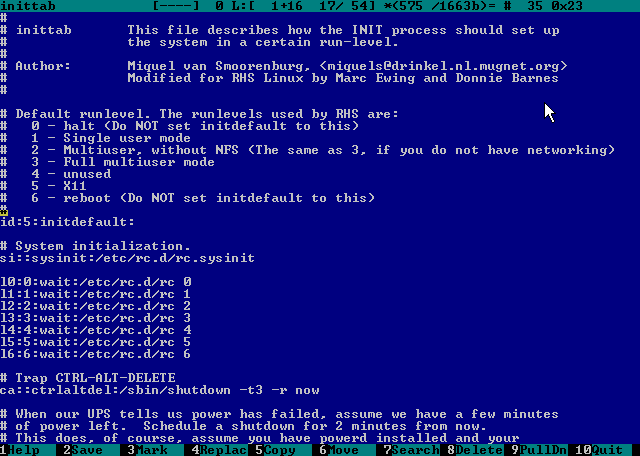 inittab            [----]  0 L:[  1+16  17/ 54] *(575 /1663b)= #  35 0x23
#
# inittab       This file describes how the INIT process should set up
#               the system in a certain run-level.
#
# Author:       Miquel van Smoorenburg, <miquels@drinkel.nl.mugnet.org>
#               Modified for RHS Linux by Marc Ewing and Donnie Barnes
#

# Default runlevel. The runlevels used by RHS are:
#   0 - halt (Do NOT set initdefault to this)
#   1 - Single user mode
#   2 - Multiuser, without NFS (The same as 3, if you do not have networking)
#   3 - Full multiuser mode
#   4 - unused
#   5 - X11
#   6 - reboot (Do NOT set initdefault to this)
#
id:5:initdefault:

# System initialization.
si::sysinit:/etc/rc.d/rc.sysinit

l0:0:wait:/etc/rc.d/rc 0
l1:1:wait:/etc/rc.d/rc 1
l2:2:wait:/etc/rc.d/rc 2
l3:3:wait:/etc/rc.d/rc 3
l4:4:wait:/etc/rc.d/rc 4
l5:5:wait:/etc/rc.d/rc 5
l6:6:wait:/etc/rc.d/rc 6

# Trap CTRL-ALT-DELETE
ca::ctrlaltdel:/sbin/shutdown -t3 -r now

# When our UPS tells us power has failed, assume we have a few minutes
# of power left.  Schedule a shutdown for 2 minutes from now.
# This does, of course, assume you have powerd installed and your
1Help  2Save  3Mark  4Replac 5Copy  6Move  7Search 8Delete 9PullDn 10Quit